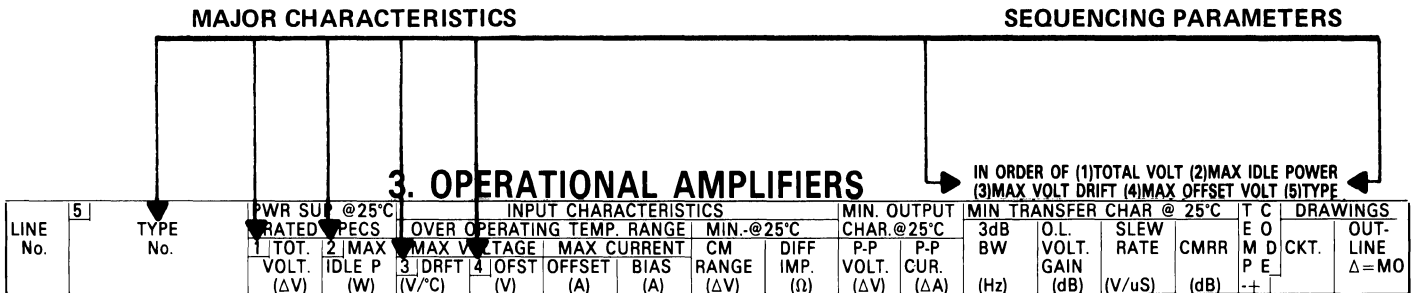 MAJOR CHARACTERISTICS
SEQUENCING PARAMETERS
3. OPERATIONAL AMPLIFIERS
IN ORDER OF (1)TOTAL VOLT (2)MAX IDLE POWER
(3)MAX VOLT DRIFT (4)MAX OFFSET VOLT (5)TYPE
5 PWR SUP @25°C INPUT CHARACTERISTICS MIN. OUTPUT MIN TRANSFER CHAR @ 25°C T C DRAWINGS
LINE TYPE RATED SPECS OVER OPERATING TEMP. RANGE MIN.-@25°C CHAR.@25°C 3dB O.L. SLEW E O OUT-
No. No. 1 TOT. 2 MAX MAX VOLTAGE MAX CURRENT CM DIFF P-P P-P BW VOLT. RATE CMRR M D CKT. LINE
VOLT. IDLE P 3 DRFT 4 OFST OFFSET BIAS RANGE IMP. VOLT. CUR. GAIN P E Δ=MO
(ΔV) (W) (V/°C) (V) (A) (A) (ΔV) (Ω) (ΔV) (ΔA) (Hz) (dB) (V/uS) (dB) -+